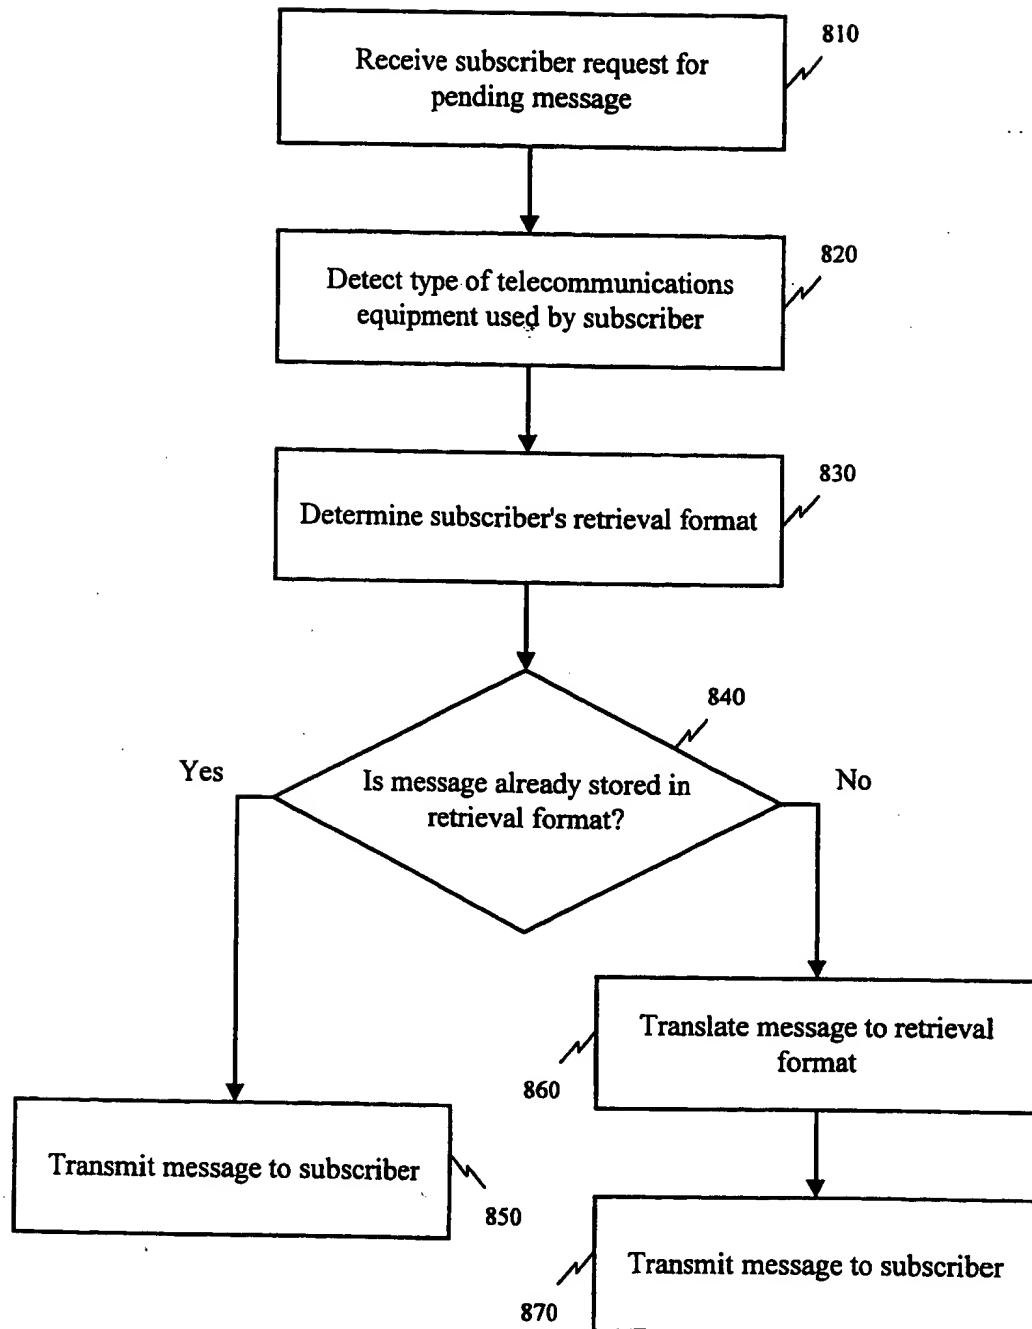 810
Receive subscriber request for
pending message
820
Detect type of telecommunications
equipment used by subscriber
830
Determine subscriber's retrieval format
840
Yes
Is message already stored in
retrieval format?
No
Translate message to retrieval
format
860
Transmit message to subscriber
850
Transmit message to subscriber
870